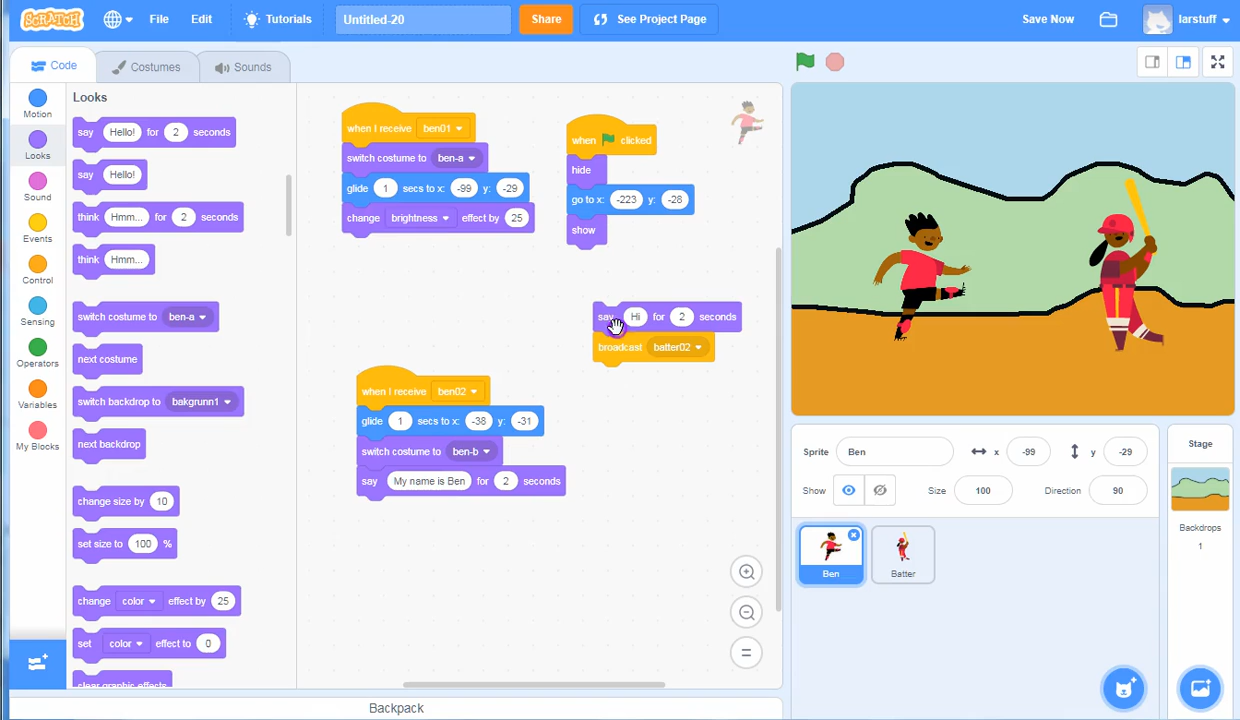 SCRATCH File Edit Tutorials Untitled-20 Share See Project Page Save Now larstuff
Code Costumes Sounds
Motion
Looks
Sound
Events
Control
Sensing
Operators
Variables
My Blocks
Looks
say Hello! for 2 seconds
say Hello!
think Hmm... for 2 seconds
think Hmm...
switch costume to ben-a
next costume
switch backdrop to bakgrunn1
next backdrop
change size by 10
set size to 100 %
change color effect by 25
set color effect to 0
clear graphic effects
when I receive ben01
switch costume to ben-a
glide 1 secs to x: -99 y: -29
change brightness effect by 25
when clicked
hide
go to x: -223 y: -28
show
say Hi for 2 seconds
broadcast batter02
when I receive ben02
glide 1 secs to x: -38 y: -31
switch costume to ben-b
say My name is Ben for 2 seconds
Backpack
Sprite Ben x -99 y -29
Show Size 100 Direction 90
Ben
Batter
Stage
Backdrops
1